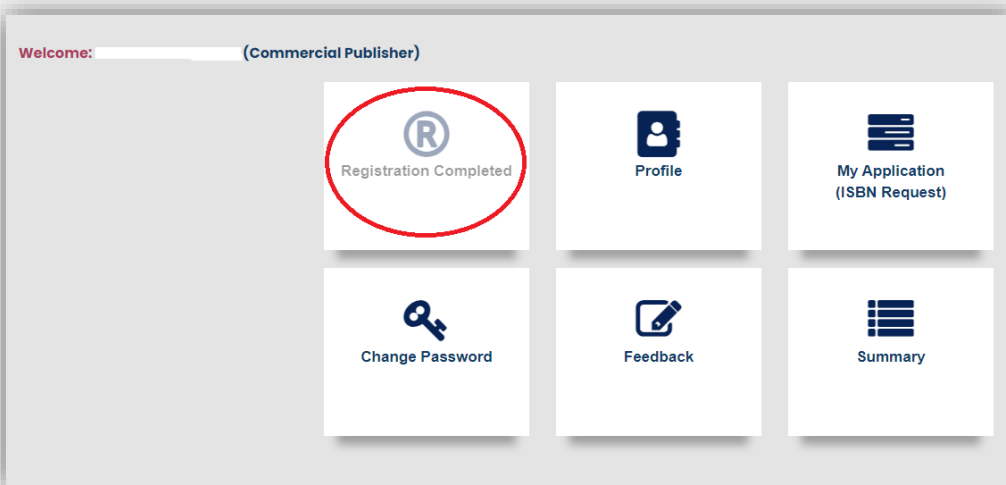 Welcome: (Commercial Publisher)
®
Registration Completed
Profile
My Application
(ISBN Request)
Change Password
Feedback
Summary